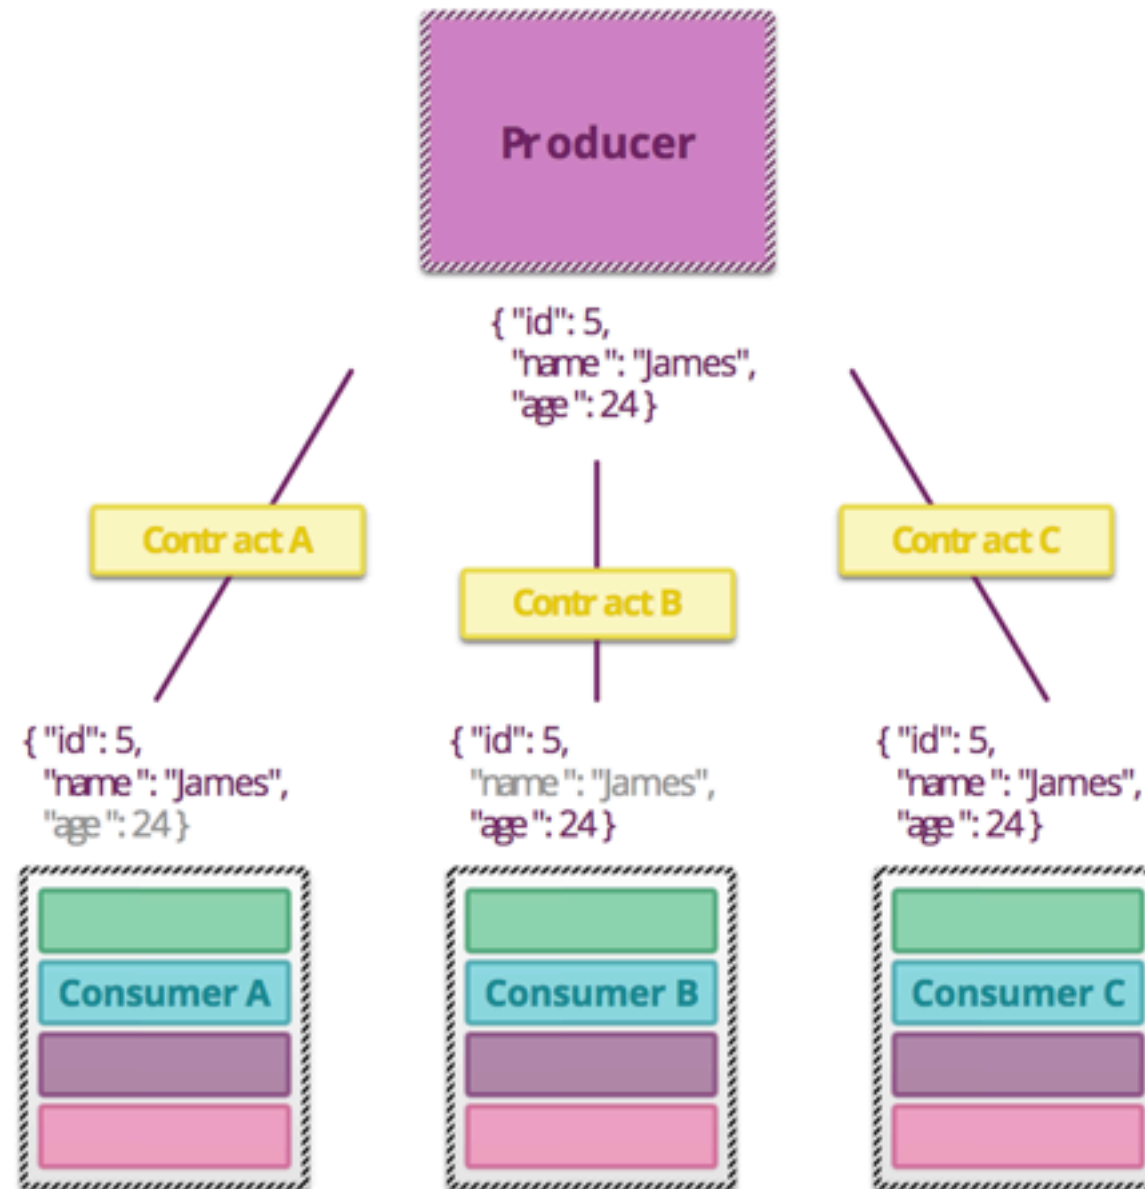 Producer
{ "id": 5,
"name": "James",
"age": 24 }
Contract A
Contract B
Contract C
{ "id": 5,
"name": "James",
"age": 24 }
{ "id": 5,
"name": "James",
"age": 24 }
{ "id": 5,
"name": "James",
"age": 24 }
Consumer A
Consumer B
Consumer C